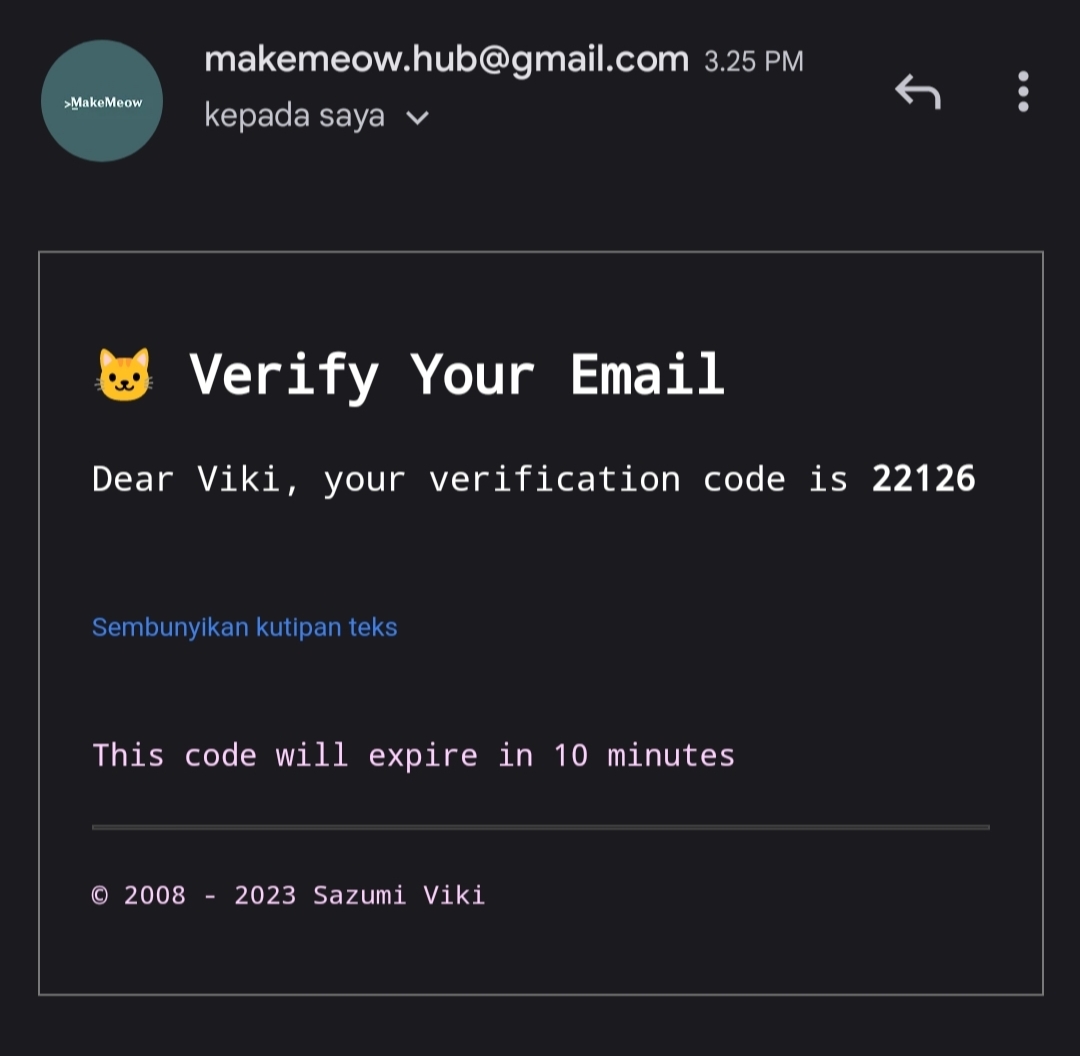 >MakeMeow
makemeow.hub@gmail.com 3.25 PM
kepada saya
🐱 Verify Your Email
Dear Viki, your verification code is 22126
Sembunyikan kutipan teks
This code will expire in 10 minutes
© 2008 - 2023 Sazumi Viki